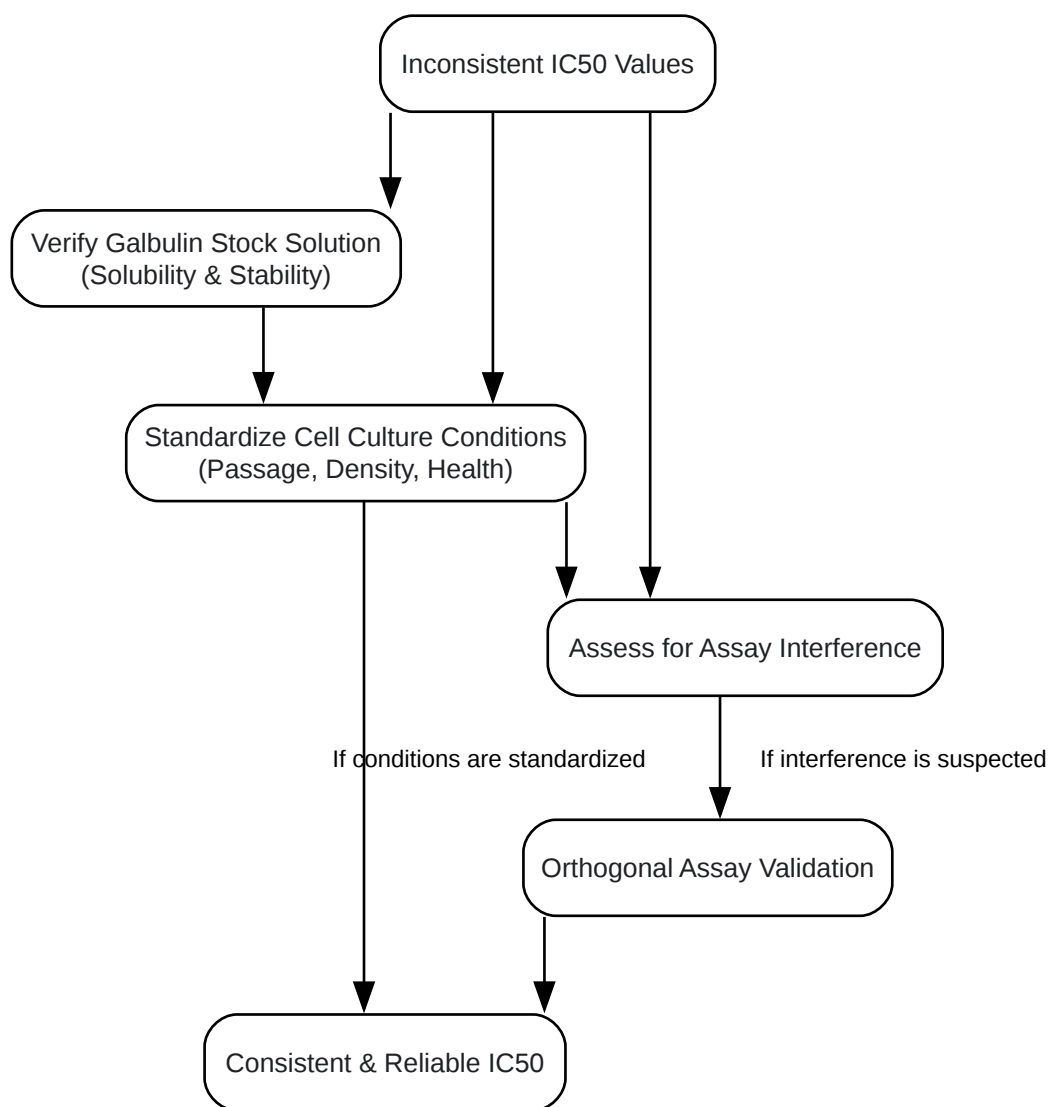 Inconsistent IC50 Values
Verify Galbulin Stock Solution
(Solubility & Stability)
Standardize Cell Culture Conditions
(Passage, Density, Health)
Assess for Assay Interference
If conditions are standardized
If interference is suspected
Orthogonal Assay Validation
Consistent & Reliable IC50